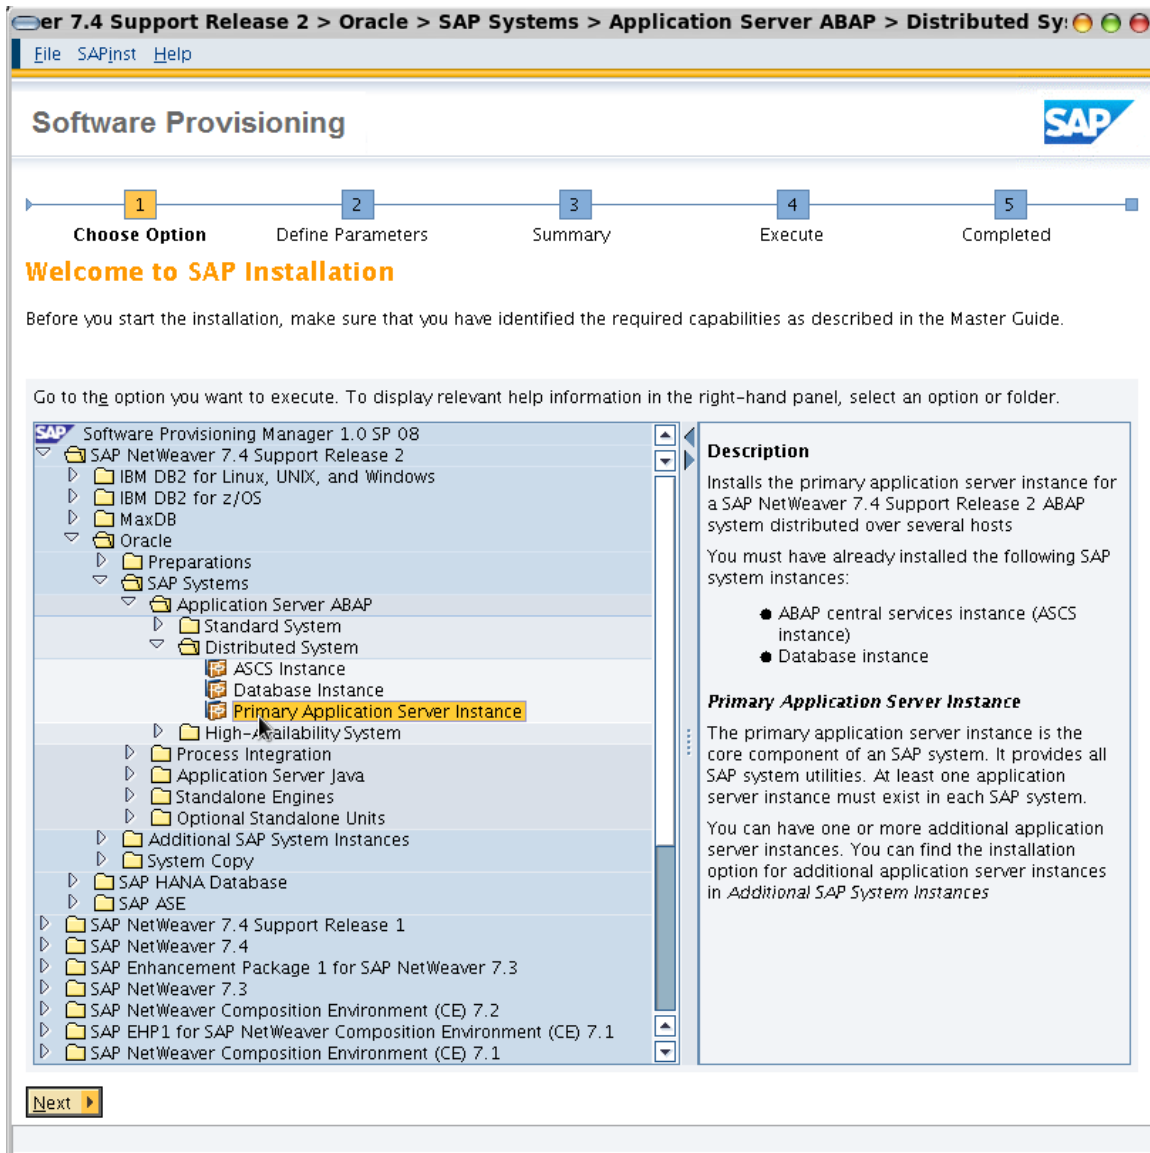 er 7.4 Support Release 2 > Oracle > SAP Systems > Application Server ABAP > Distributed Sy
File SAPinst Help
Software Provisioning
SAP
1 2 3 4 5
Choose Option Define Parameters Summary Execute Completed
Welcome to SAP Installation
Before you start the installation, make sure that you have identified the required capabilities as described in the Master Guide.
Go to the option you want to execute. To display relevant help information in the right-hand panel, select an option or folder.
SAP Software Provisioning Manager 1.0 SP 08
SAP NetWeaver 7.4 Support Release 2
IBM DB2 for Linux, UNIX, and Windows
IBM DB2 for z/OS
MaxDB
Oracle
Preparations
SAP Systems
Application Server ABAP
Standard System
Distributed System
ASCS Instance
Database Instance
Primary Application Server Instance
High-Availability System
Process Integration
Application Server Java
Standalone Engines
Optional Standalone Units
Additional SAP System Instances
System Copy
SAP HANA Database
SAP ASE
SAP NetWeaver 7.4 Support Release 1
SAP NetWeaver 7.4
SAP Enhancement Package 1 for SAP NetWeaver 7.3
SAP NetWeaver 7.3
SAP NetWeaver Composition Environment (CE) 7.2
SAP EHP1 for SAP NetWeaver Composition Environment (CE) 7.1
SAP NetWeaver Composition Environment (CE) 7.1
Description
Installs the primary application server instance for
a SAP NetWeaver 7.4 Support Release 2 ABAP
system distributed over several hosts
You must have already installed the following SAP
system instances:
● ABAP central services instance (ASCS
instance)
● Database instance
Primary Application Server Instance
The primary application server instance is the
core component of an SAP system. It provides all
SAP system utilities. At least one application
server instance must exist in each SAP system.
You can have one or more additional application
server instances. You can find the installation
option for additional application server instances
in Additional SAP System Instances
Next